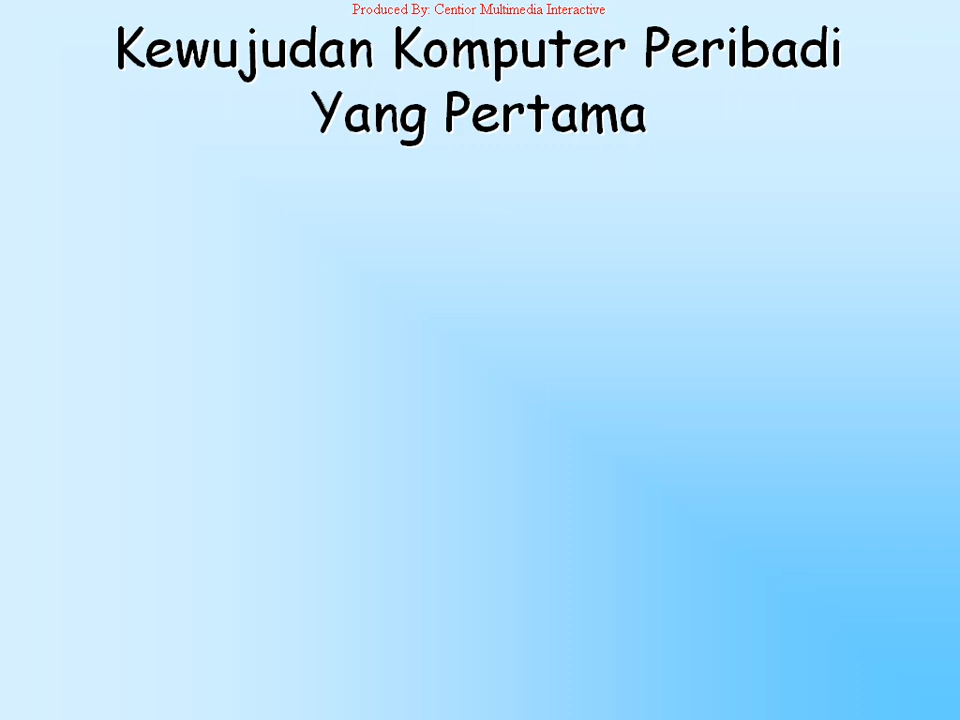 Produced By: Centior Multimedia Interactive
Kewujudan Komputer Peribadi
Yang Pertama